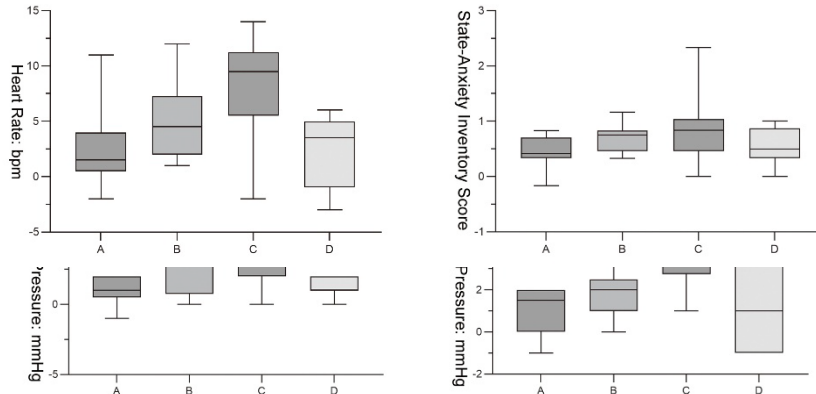 15
10
5
0
-5
Heart Rate: bpm
A B C D
3
2
1
0
-1
State-Anxiety Inventory Score
A B C D
0
-5
Pressure: mmHg
A B C D
2
0
-2
Pressure: mmHg
A B C D